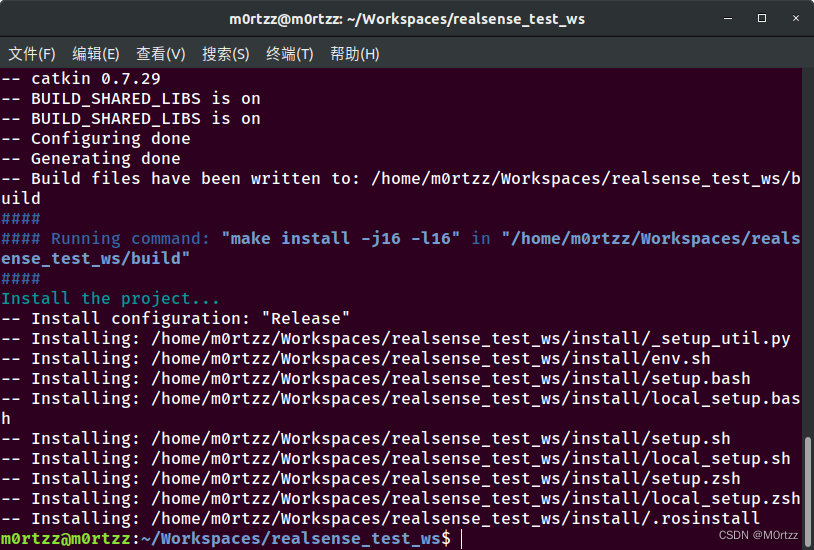 m0rtzz@m0rtzz: ~/Workspaces/realsense_test_ws
文件(F) 编辑(E) 查看(V) 搜索(S) 终端(T) 帮助(H)
-- catkin 0.7.29
-- BUILD_SHARED_LIBS is on
-- BUILD_SHARED_LIBS is on
-- Configuring done
-- Generating done
-- Build files have been written to: /home/m0rtzz/Workspaces/realsense_test_ws/b
uild
####
#### Running command: "make install -j16 -l16" in "/home/m0rtzz/Workspaces/reals
ense_test_ws/build"
####
Install the project...
-- Install configuration: "Release"
-- Installing: /home/m0rtzz/Workspaces/realsense_test_ws/install/_setup_util.py
-- Installing: /home/m0rtzz/Workspaces/realsense_test_ws/install/env.sh
-- Installing: /home/m0rtzz/Workspaces/realsense_test_ws/install/setup.bash
-- Installing: /home/m0rtzz/Workspaces/realsense_test_ws/install/local_setup.bas
h
-- Installing: /home/m0rtzz/Workspaces/realsense_test_ws/install/setup.sh
-- Installing: /home/m0rtzz/Workspaces/realsense_test_ws/install/local_setup.sh
-- Installing: /home/m0rtzz/Workspaces/realsense_test_ws/install/setup.zsh
-- Installing: /home/m0rtzz/Workspaces/realsense_test_ws/install/local_setup.zsh
-- Installing: /home/m0rtzz/Workspaces/realsense_test_ws/install/.rosinstall
m0rtzz@m0rtzz:~/Workspaces/realsense_test_ws$
CSDN @M0rtzz